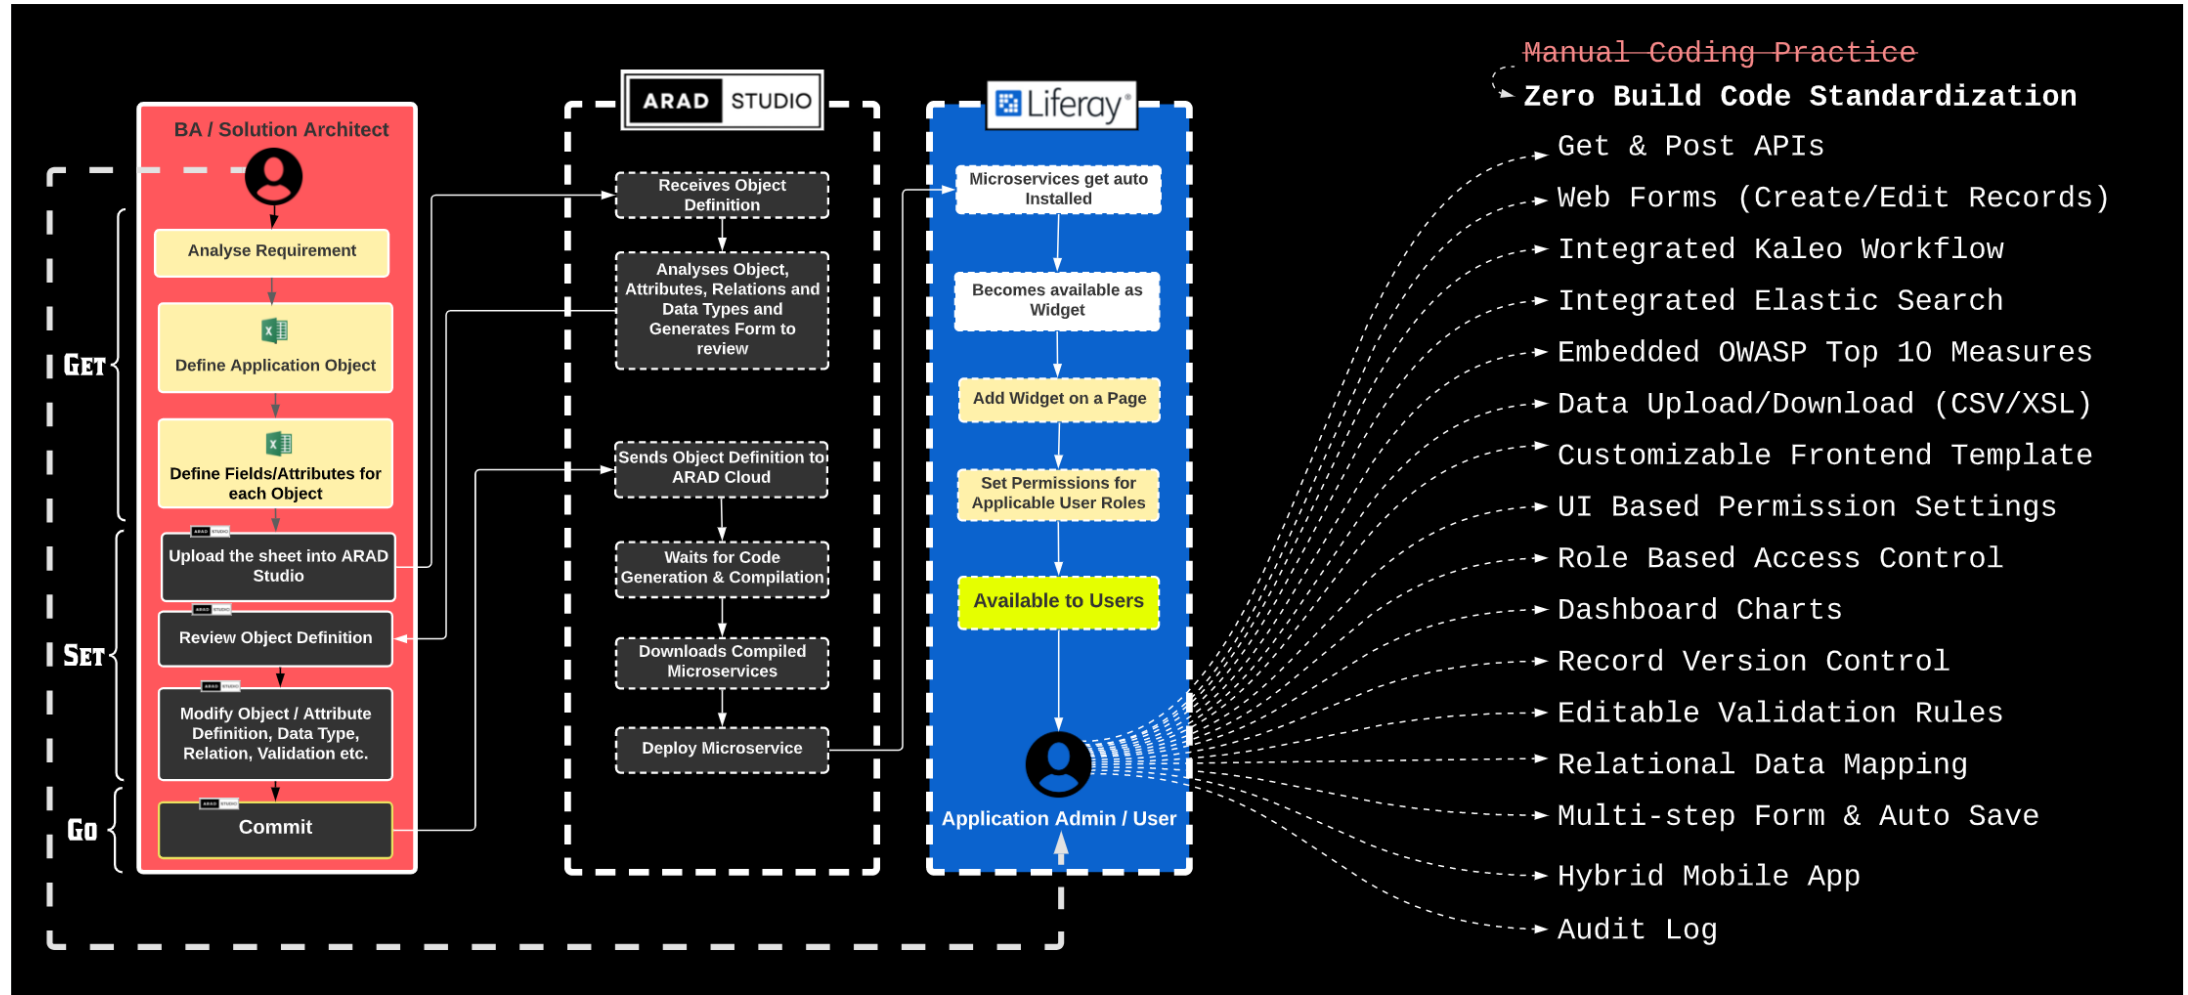 BA / Solution Architect
Analyse Requirement
Define Application Object
Define Fields/Attributes for
each Object
ARAD STUDIO
Upload the sheet into ARAD
Studio
ARAD STUDIO
Review Object Definition
ARAD STUDIO
Modify Object / Attribute
Definition, Data Type,
Relation, Validation etc.
ARAD STUDIO
Commit
GET
SET
GO
ARAD STUDIO
Receives Object
Definition
Analyses Object,
Attributes, Relations and
Data Types and
Generates Form to
review
Sends Object Definition to
ARAD Cloud
Waits for Code
Generation & Compilation
Downloads Compiled
Microservices
Deploy Microservice
Liferay®
Microservices get auto
Installed
Becomes available as
Widget
Add Widget on a Page
Set Permissions for
Applicable User Roles
Available to Users
Application Admin / User
Manual Coding Practice
Zero Build Code Standardization
Get & Post APIs
Web Forms (Create/Edit Records)
Integrated Kaleo Workflow
Integrated Elastic Search
Embedded OWASP Top 10 Measures
Data Upload/Download (CSV/XSL)
Customizable Frontend Template
UI Based Permission Settings
Role Based Access Control
Dashboard Charts
Record Version Control
Editable Validation Rules
Relational Data Mapping
Multi-step Form & Auto Save
Hybrid Mobile App
Audit Log